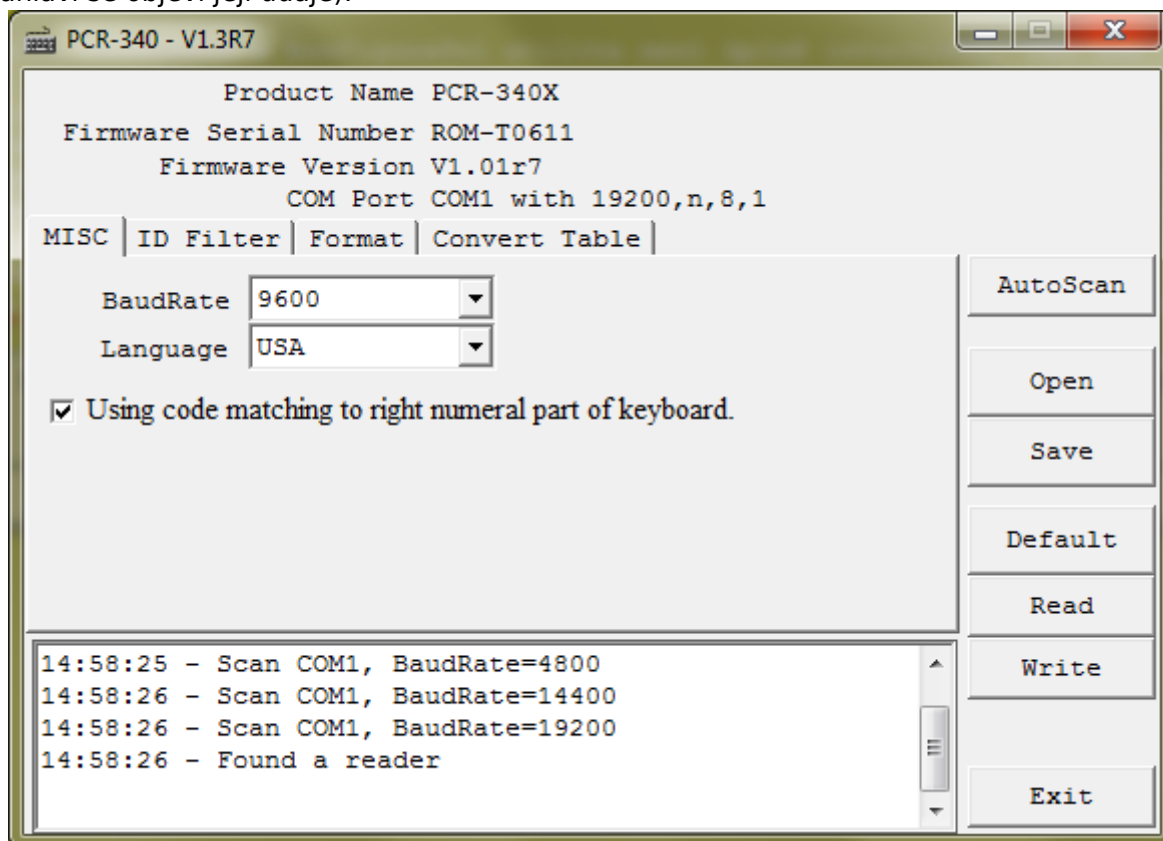 se objeví její údaje).
PCR-340 - V1.3R7
Product Name PCR-340X
Firmware Serial Number ROM-T0611
Firmware Version V1.01r7
COM Port COM1 with 19200,n,8,1
MISC ID Filter Format Convert Table
BaudRate 9600
Language USA
Using code matching to right numeral part of keyboard.
AutoScan
Open
Save
Default
Read
Write
Exit
14:58:25 - Scan COM1, BaudRate=4800
14:58:26 - Scan COM1, BaudRate=14400
14:58:26 - Scan COM1, BaudRate=19200
14:58:26 - Found a reader